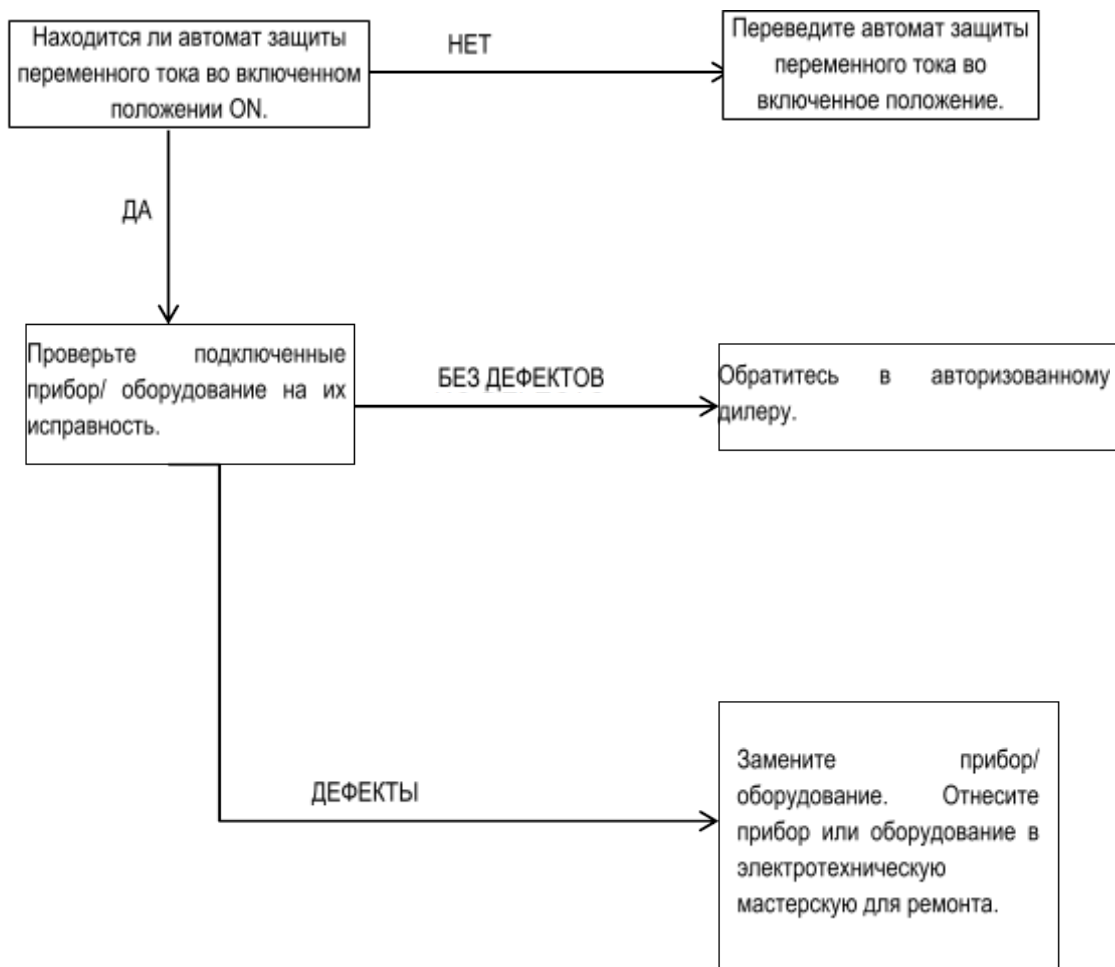 Находится ли автомат защиты
переменного тока во включенном
положении ON.
НЕТ
Переведите автомат защиты
переменного тока во
включенное положение.
ДА
Проверьте подключенные
прибор/ оборудование на их
исправность.
БЕЗ ДЕФЕКТОВ
Обратитесь в авторизованному
дилеру.
ДЕФЕКТЫ
Замените прибор/
оборудование. Отнесите
прибор или оборудование в
электротехническую
мастерскую для ремонта.